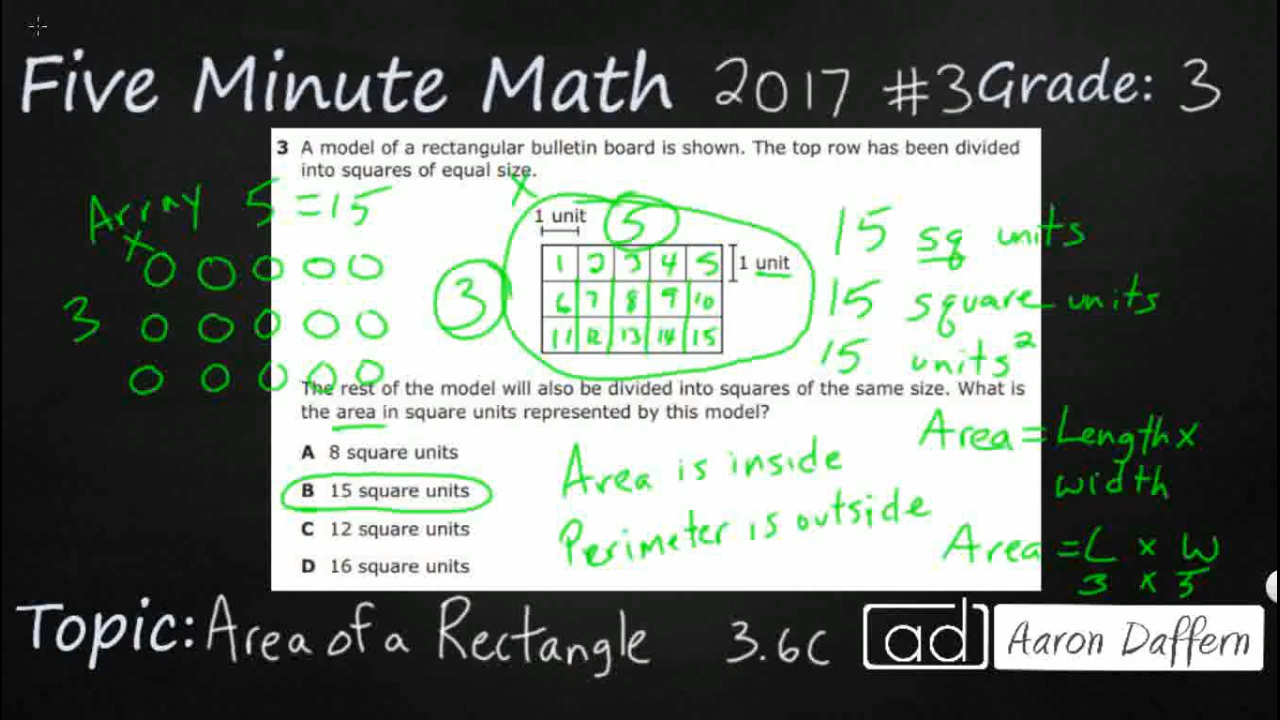 Five Minute Math 2017 #3 Grade: 3
3 A model of a rectangular bulletin board is shown. The top row has been divided
into squares of equal size.
Array 5 = 15
x
3
x
1 unit 5
1 unit
3
1 2 3 4 5
6 7 8 9 10
11 12 13 14 15
15 sq units
15 square units
15 units²
The rest of the model will also be divided into squares of the same size. What is
the area in square units represented by this model?
A 8 square units
B 15 square units
C 12 square units
D 16 square units
Area is inside
Perimeter is outside
Area = Length x
width
Area = L x W
3 x 5
Topic: Area of a Rectangle 3.6C
ad Aaron Daffern